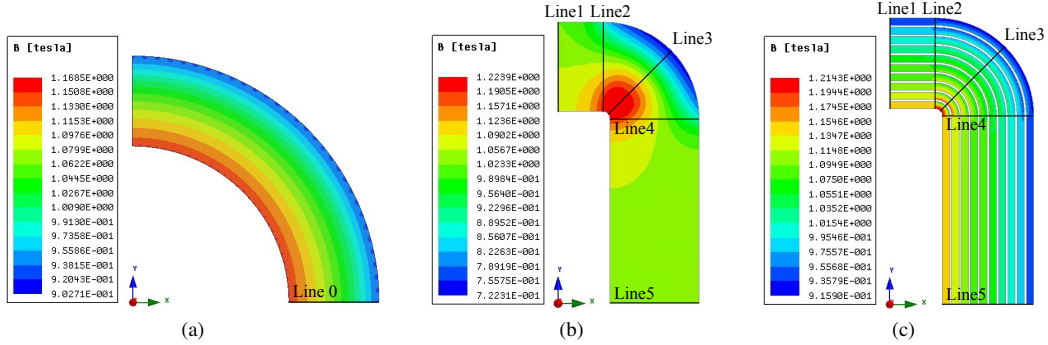 B [tesla]
1.1685E+000
1.1508E+000
1.1330E+000
1.1153E+000
1.0976E+000
1.0799E+000
1.0622E+000
1.0445E+000
1.0267E+000
1.0090E+000
9.9130E-001
9.7358E-001
9.5586E-001
9.3815E-001
9.2043E-001
9.0271E-001
Y
X
Line 0
(a)
Line1 Line2
Line3
B [tesla]
1.2239E+000
1.1905E+000
1.1571E+000
1.1236E+000
1.0902E+000
1.0567E+000
1.0233E+000
9.8984E-001
9.5640E-001
9.2296E-001
8.8952E-001
8.5607E-001
8.2263E-001
7.8919E-001
7.5575E-001
7.2231E-001
Line4
Y
X
Line5
(b)
Line1 Line2
Line3
B [tesla]
1.2143E+000
1.1944E+000
1.1745E+000
1.1546E+000
1.1347E+000
1.1148E+000
1.0949E+000
1.0750E+000
1.0551E+000
1.0352E+000
1.0154E+000
9.9546E-001
9.7557E-001
9.5568E-001
9.3579E-001
9.1590E-001
Line4
Y
X
Line5
(c)